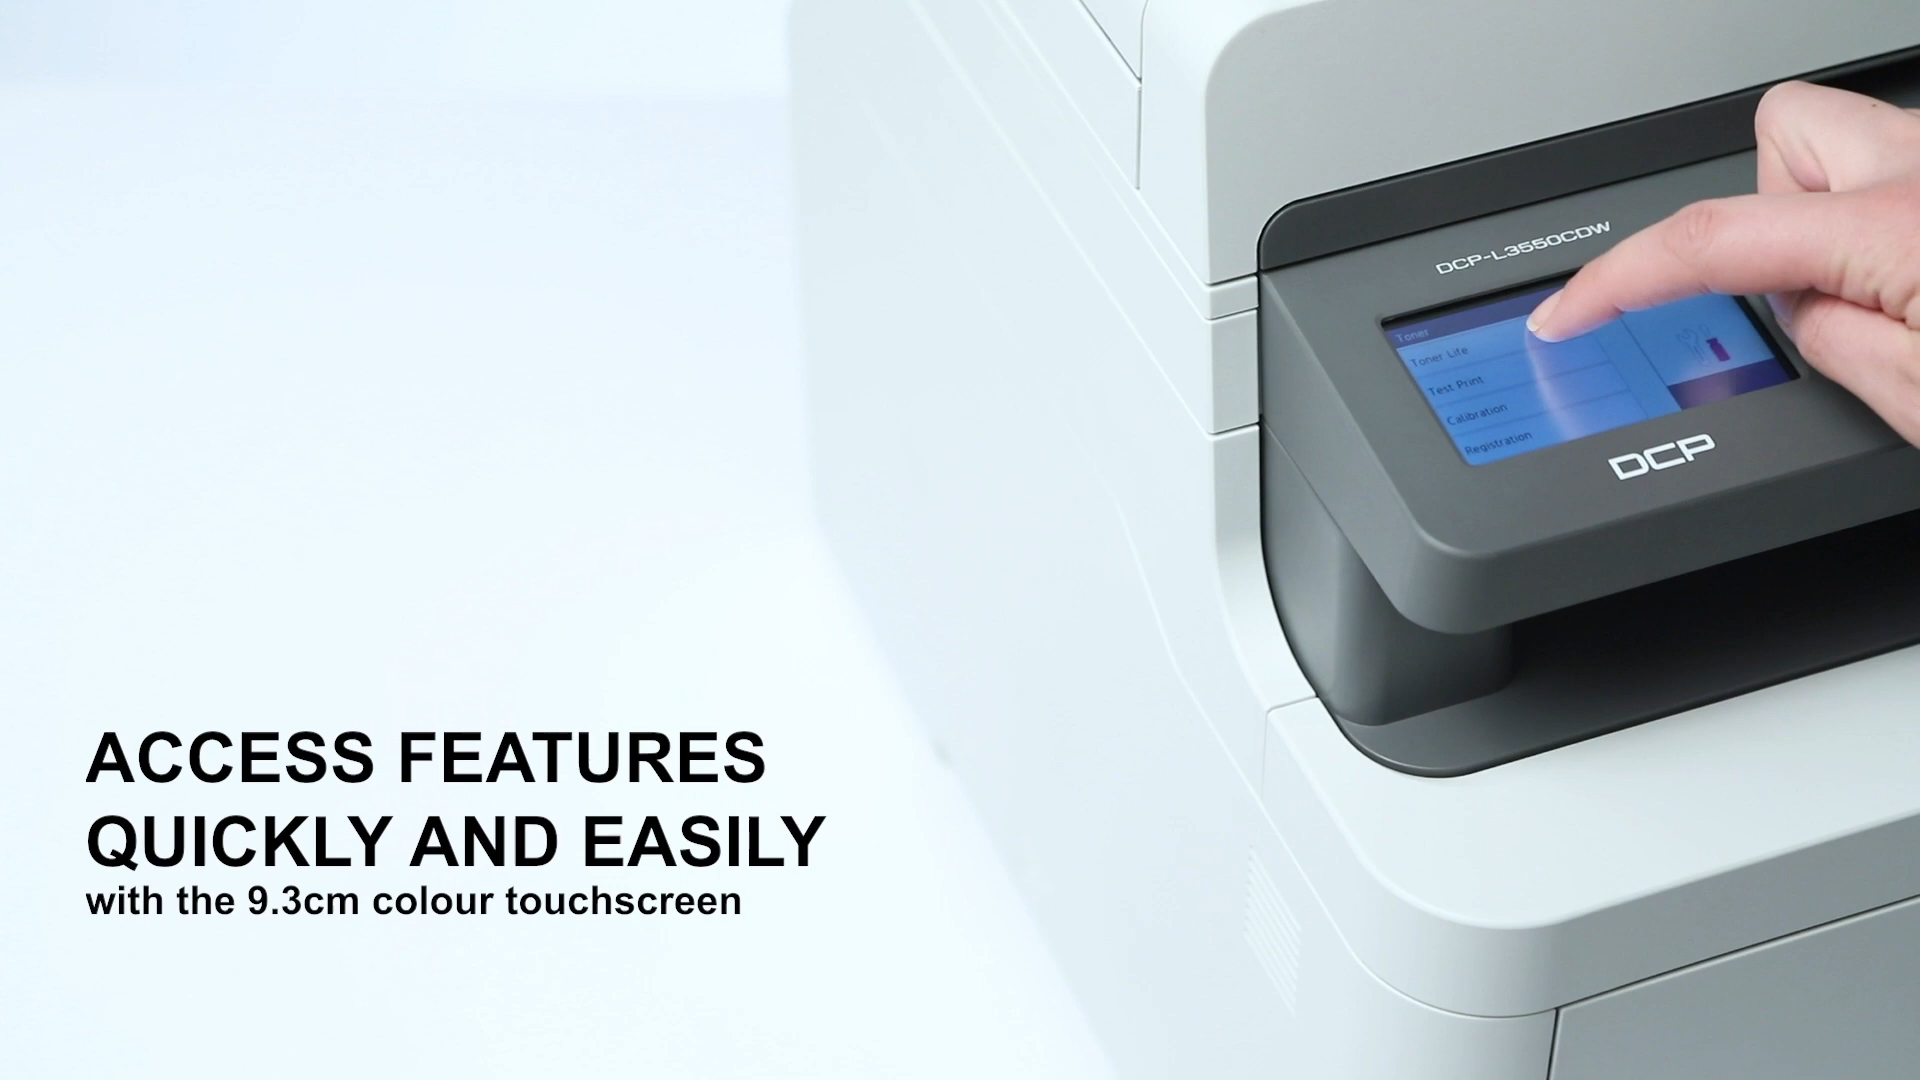 DCP-L3550CDW
Toner
Toner Life
Test Print
Calibration
Registration
DCP
ACCESS FEATURES
QUICKLY AND EASILY
with the 9.3cm colour touchscreen